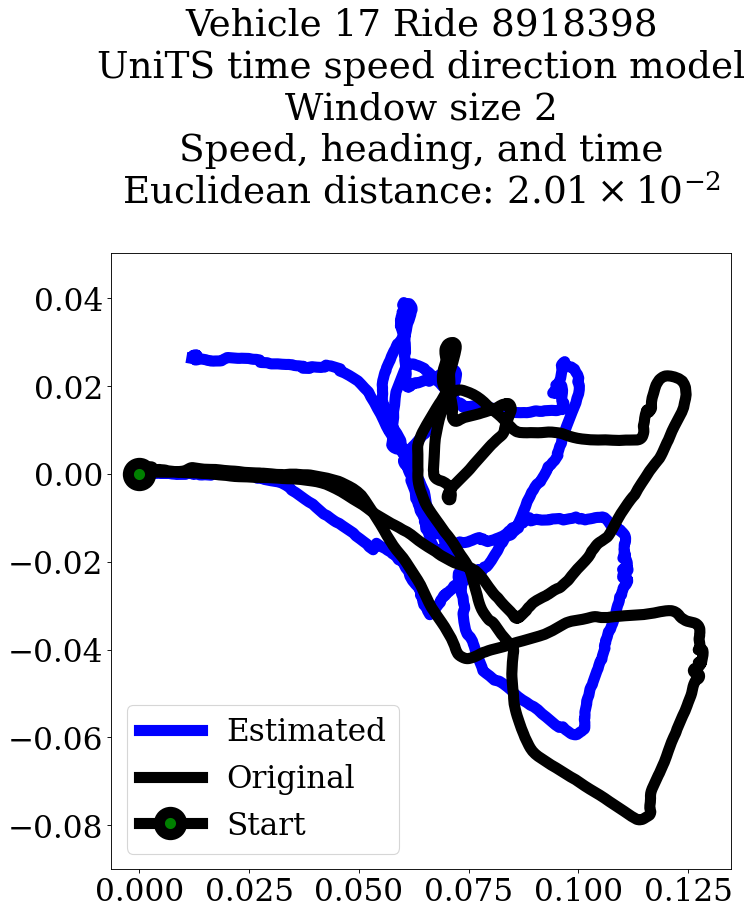 Vehicle 17 Ride 8918398
UniTS time speed direction model
Window size 2
Speed, heading, and time
Euclidean distance: 2.01 × 10⁻²
0.04
0.02
0.00
−0.02
−0.04
−0.06
−0.08
Estimated
Original
Start
0.000 0.025 0.050 0.075 0.100 0.125